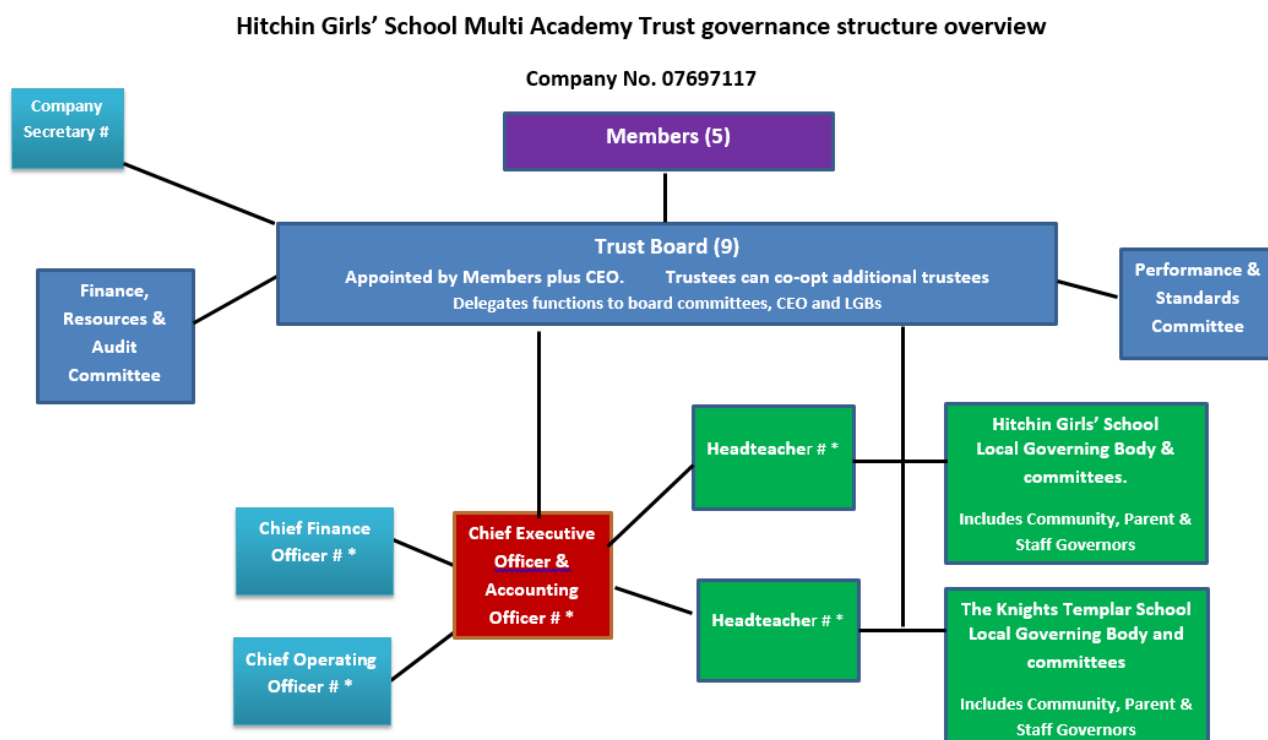 Hitchin Girls' School Multi Academy Trust governance structure overview
Company No. 07697117
Company
Secretary #
Members (5)
Trust Board (9)
Appointed by Members plus CEO. Trustees can co-opt additional trustees
Delegates functions to board committees, CEO and LGBs
Finance,
Resources &
Audit
Committee
Performance &
Standards
Committee
Headteacher # *
Hitchin Girls' School
Local Governing Body &
committees.
Includes Community, Parent &
Staff Governors
Chief Finance
Officer # *
Chief Executive
Officer &
Accounting
Officer # *
Headteacher # *
The Knights Templar School
Local Governing Body and
committees
Includes Community, Parent &
Staff Governors
Chief Operating
Officer # *